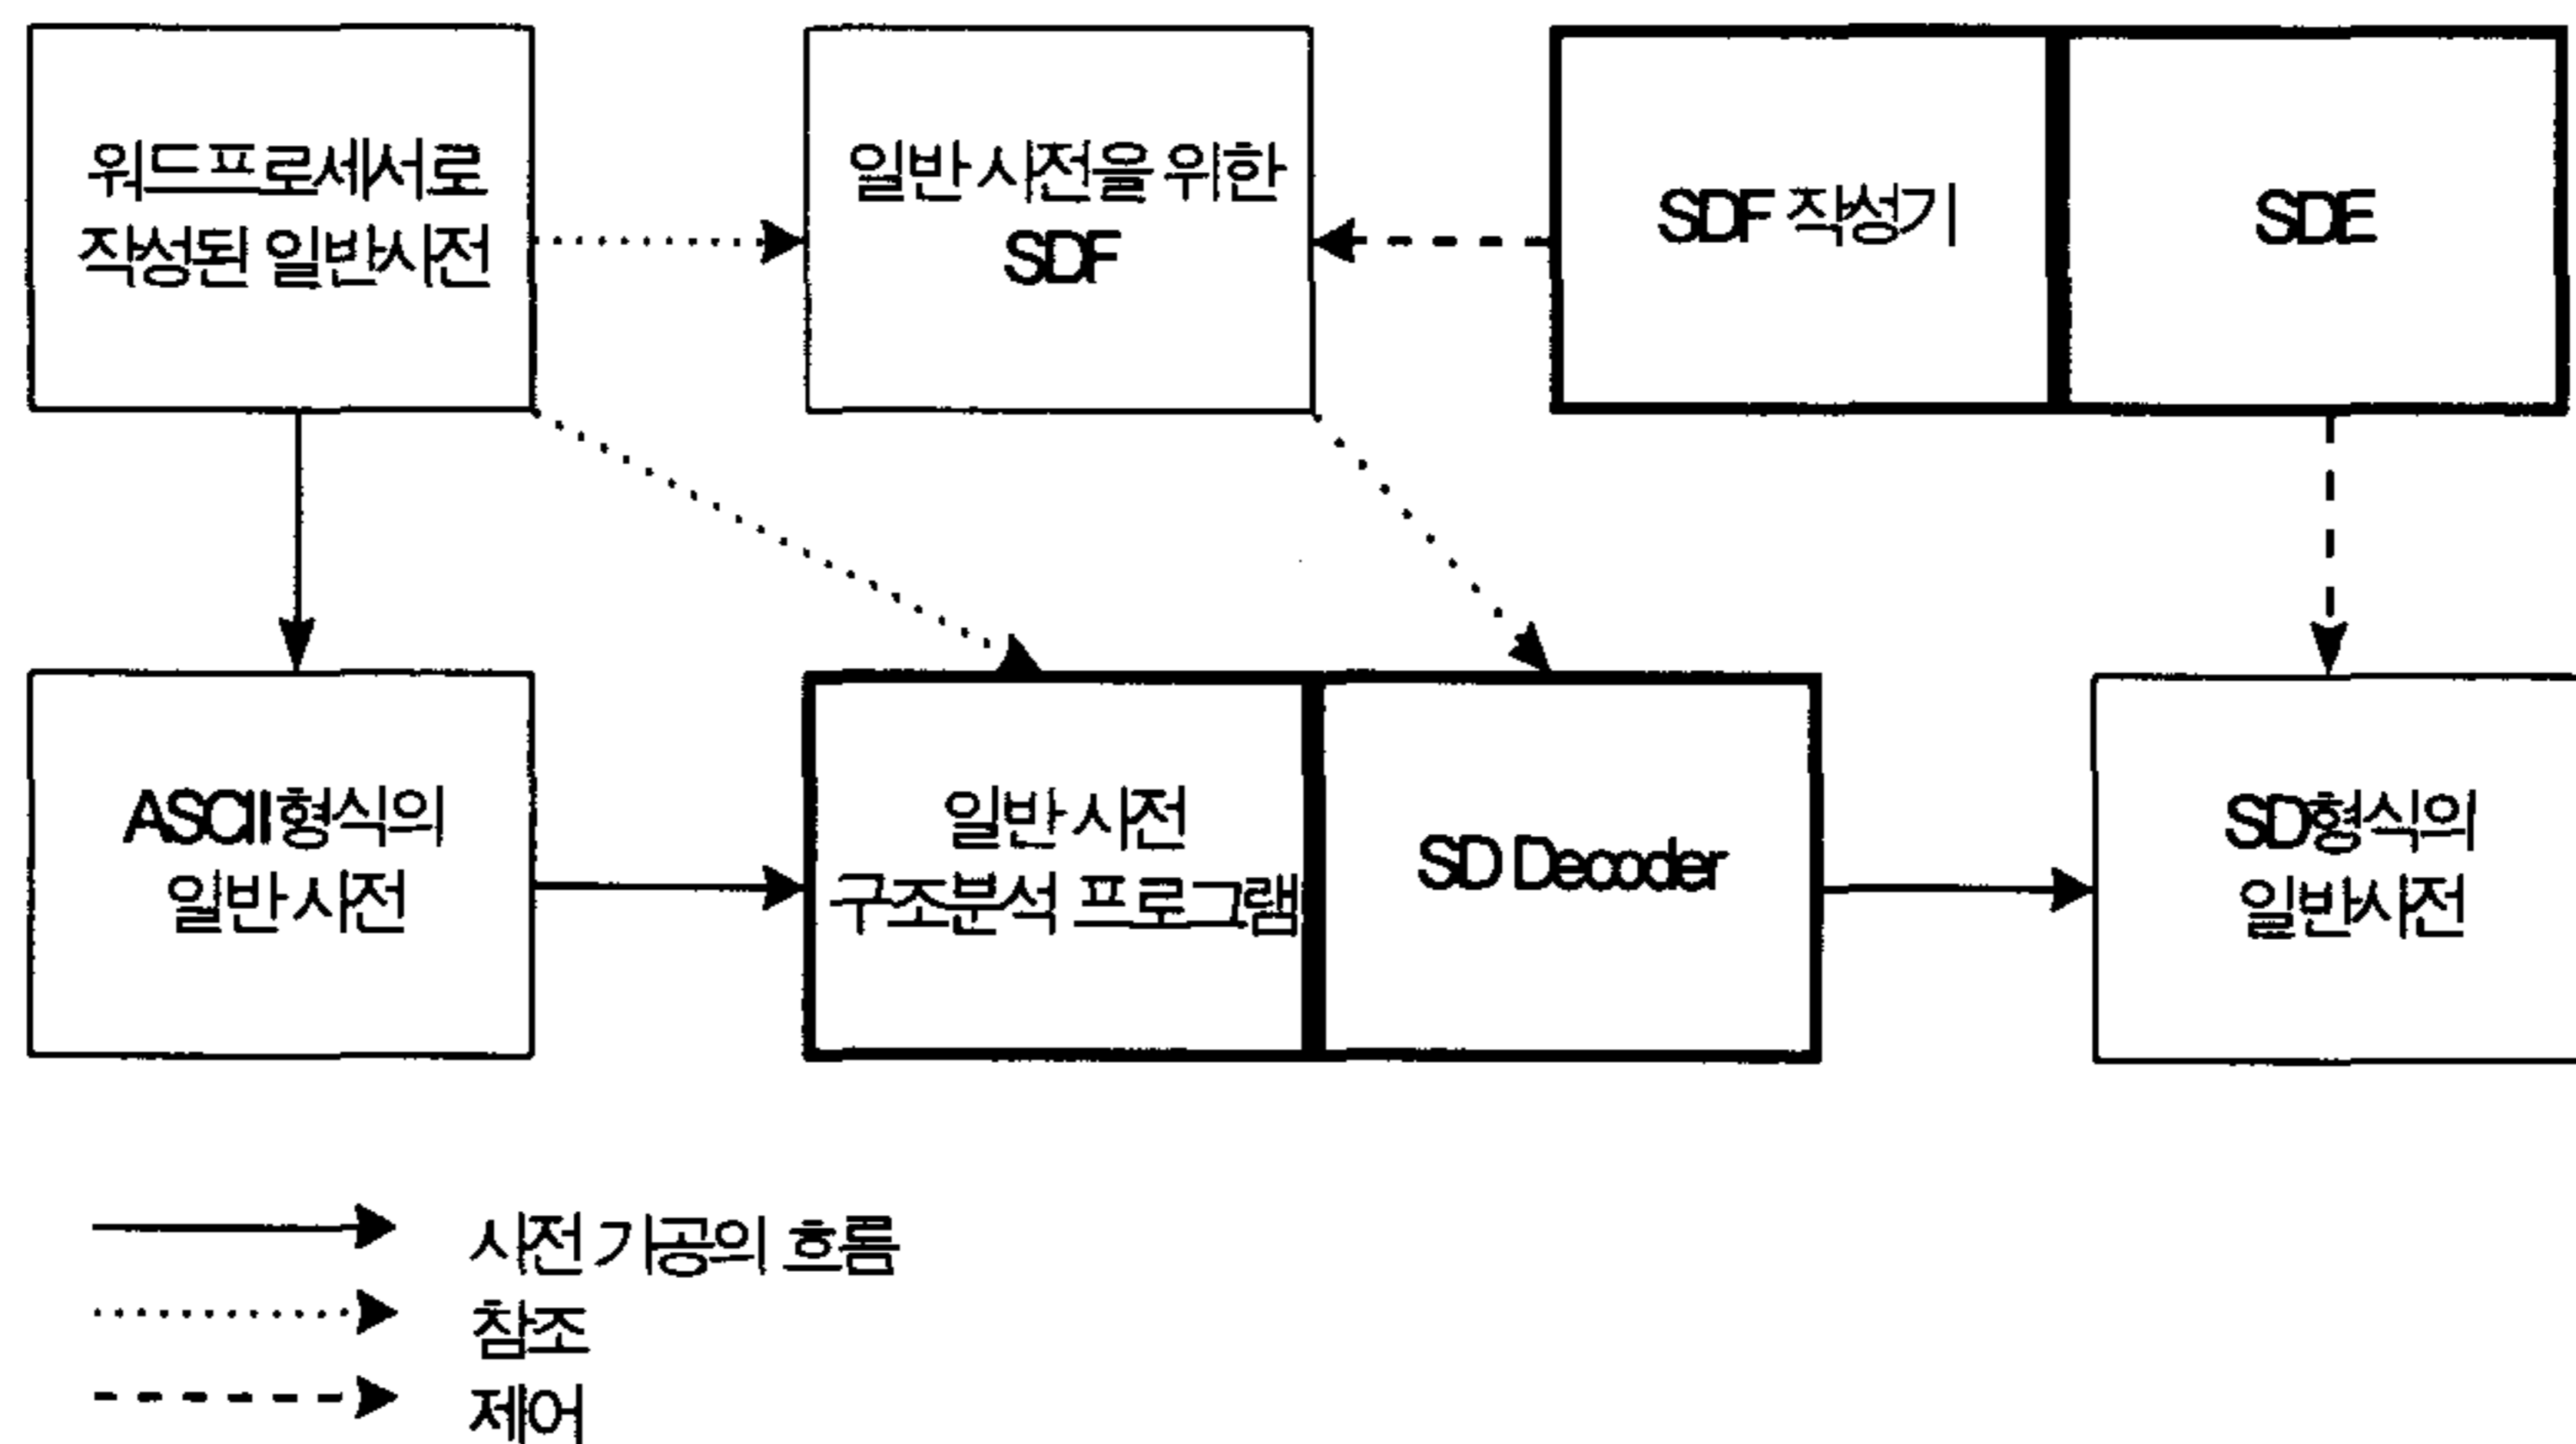 워드프로세서로
작성된 일반사전
일반 사전을 위한
SDF
SDF 작성기
SDE
ASCII형식의
일반 사전
일반 사전
구조분석 프로그램
SD Decoder
SD형식의
일반사전
사전 가공의 흐름
참조
제어